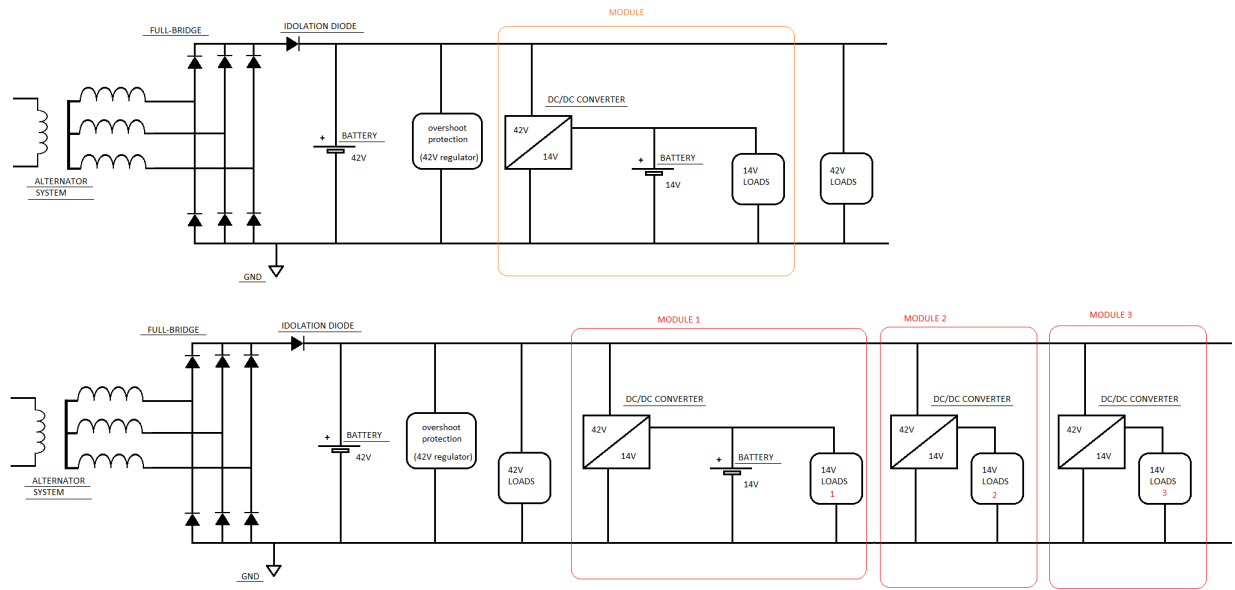 MODULE
FULL-BRIDGE
IDOLATION DIODE
DC/DC CONVERTER
42V
14V
overshoot
protection
(42V regulator)
+
BATTERY
42V
+
BATTERY
14V
14V
LOADS
42V
LOADS
ALTERNATOR
SYSTEM
GND
MODULE 1
MODULE 2
MODULE 3
FULL-BRIDGE
IDOLATION DIODE
DC/DC CONVERTER
DC/DC CONVERTER
DC/DC CONVERTER
overshoot
protection
(42V regulator)
+
BATTERY
42V
42V
LOADS
42V
14V
+
BATTERY
14V
14V
LOADS
1
42V
14V
14V
LOADS
2
42V
14V
14V
LOADS
3
ALTERNATOR
SYSTEM
GND